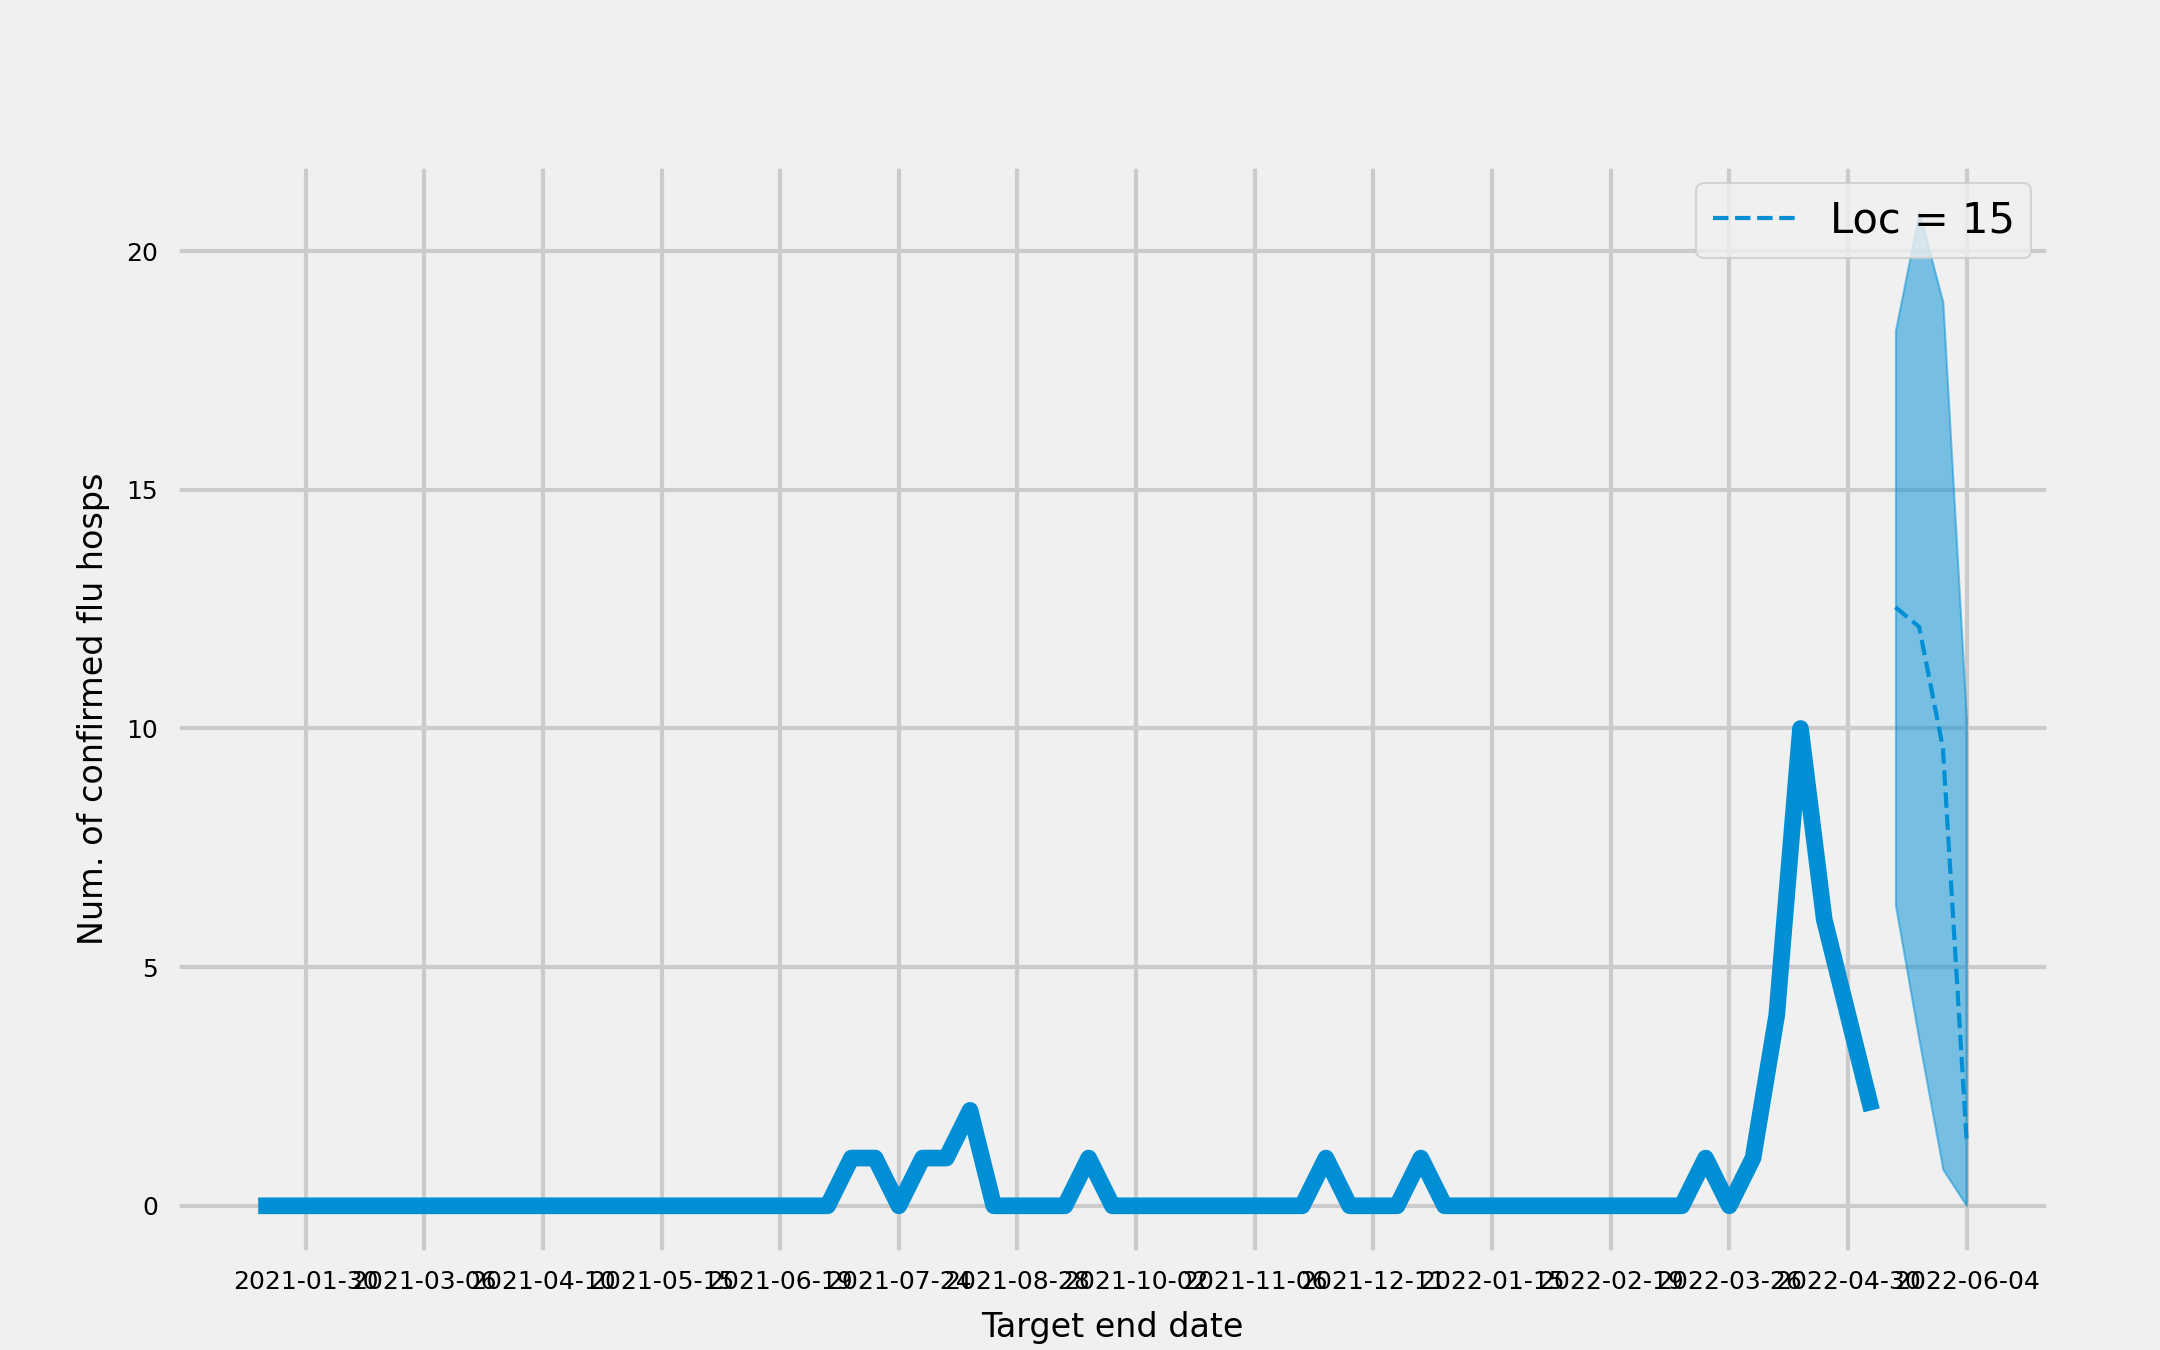 Loc = 15
20
15
10
5
0
Num. of confirmed flu hosps
2021-01-30 2021-03-06 2021-04-10 2021-05-15 2021-06-19 2021-07-24 2021-08-28 2021-10-02 2021-11-06 2021-12-11 2022-01-15 2022-02-19 2022-03-26 2022-04-30 2022-06-04
Target end date